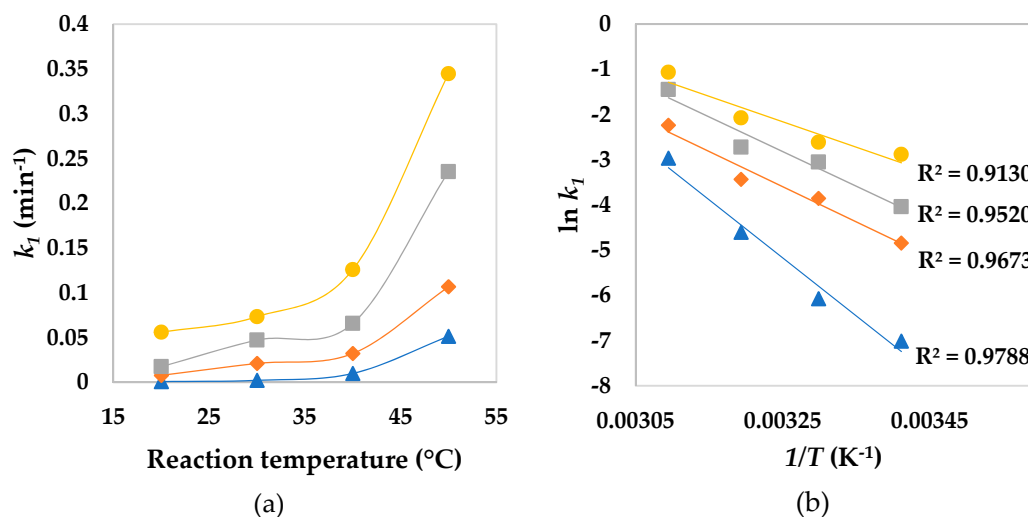 0.4
0.35
0.3
0.25
0.2
0.15
0.1
0.05
0
k₁ (min⁻¹)
15 25 35 45 55
Reaction temperature (°C)
(a)
0
-1
-2
-3
-4
-5
-6
-7
-8
ln k₁
R² = 0.9130
R² = 0.9520
R² = 0.9673
R² = 0.9788
0.00305 0.00325 0.00345
1/T (K⁻¹)
(b)